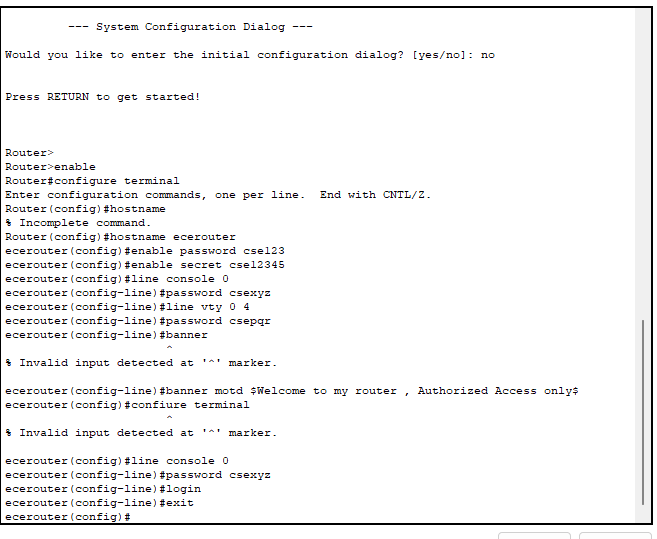 --- System Configuration Dialog ---
Would you like to enter the initial configuration dialog? [yes/no]: no
Press RETURN to get started!
Router>
Router>enable
Router#configure terminal
Enter configuration commands, one per line.  End with CNTL/Z.
Router(config)#hostname
% Incomplete command.
Router(config)#hostname ecerouter
ecerouter(config)#enable password cse123
ecerouter(config)#enable secret cse12345
ecerouter(config)#line console 0
ecerouter(config-line)#password csexyz
ecerouter(config-line)#line vty 0 4
ecerouter(config-line)#password csepqr
ecerouter(config-line)#banner
^
% Invalid input detected at '^' marker.
ecerouter(config-line)#banner motd $Welcome to my router , Authorized Access only$
ecerouter(config)#confiure terminal
^
% Invalid input detected at '^' marker.
ecerouter(config)#line console 0
ecerouter(config-line)#password csexyz
ecerouter(config-line)#login
ecerouter(config-line)#exit
ecerouter(config)#